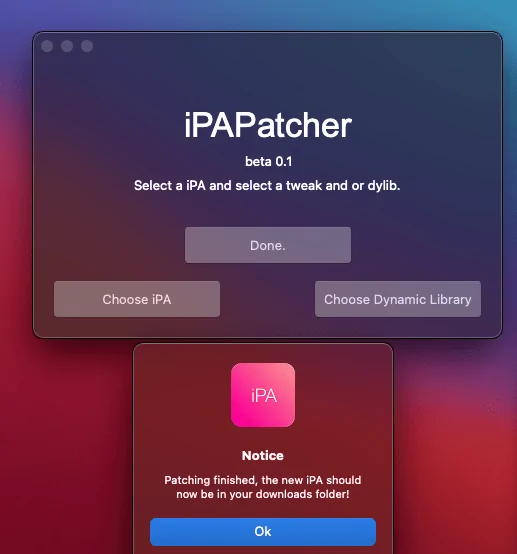 iPAPatcher
beta 0.1
Select a iPA and select a tweak and or dylib.
Done.
Choose iPA
Choose Dynamic Library
iPA
Notice
Patching finished, the new iPA should
now be in your downloads folder!
Ok